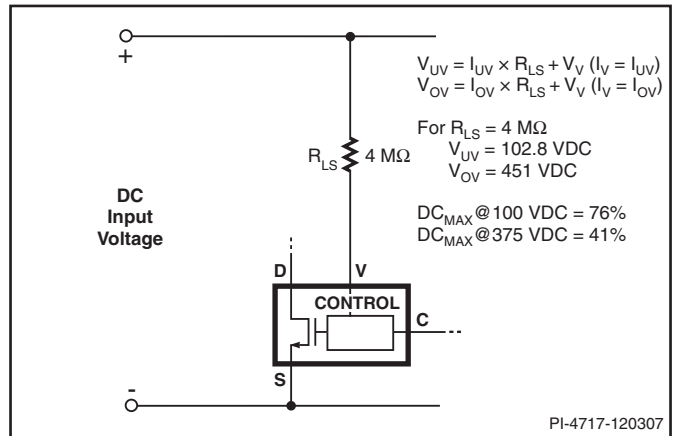 +
V_UV = I_UV × R_LS + V_V (I_V = I_UV)
V_OV = I_OV × R_LS + V_V (I_V = I_OV)
For R_LS = 4 MΩ
V_UV = 102.8 VDC
V_OV = 451 VDC
DC_MAX@100 VDC = 76%
DC_MAX@375 VDC = 41%
R_LS 4 MΩ
DC
Input
Voltage
D V
CONTROL
C
S
-
PI-4717-120307